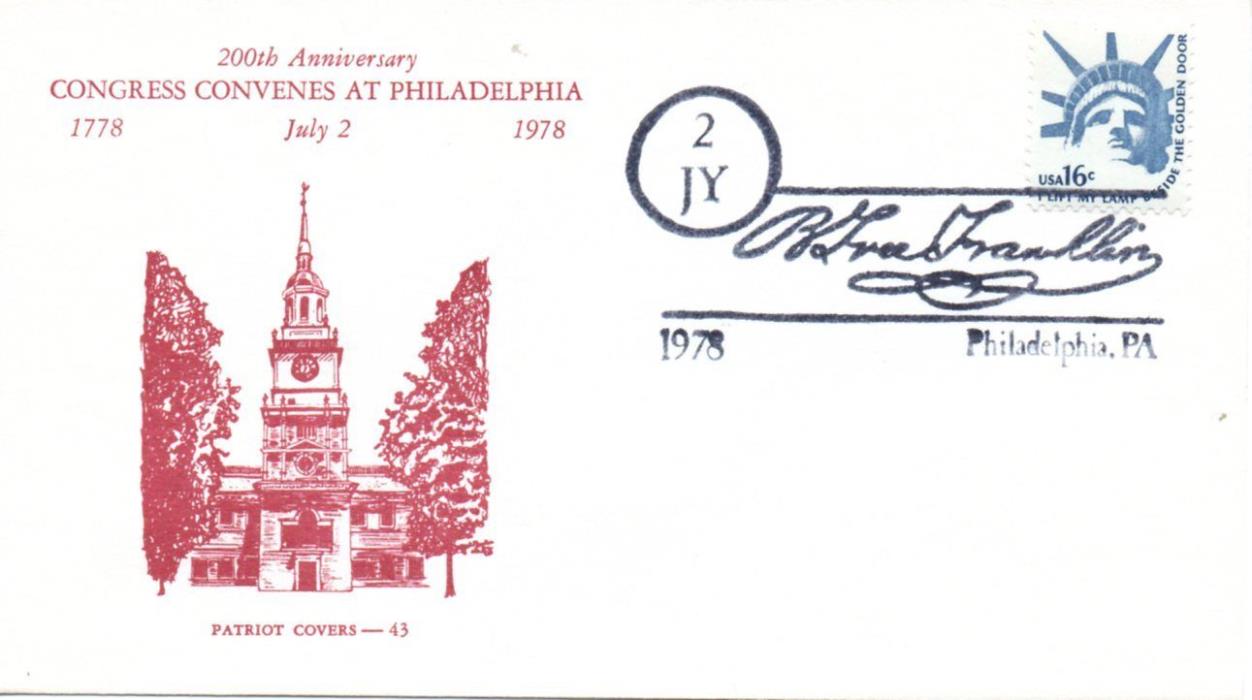 200th Anniversary
CONGRESS CONVENES AT PHILADELPHIA
1778 July 2 1978
PATRIOT COVERS — 43
2
JY
B Free Franklin
1978 Philadelphia, PA
USA 16c
I LIFT MY LAMP BESIDE THE GOLDEN DOOR